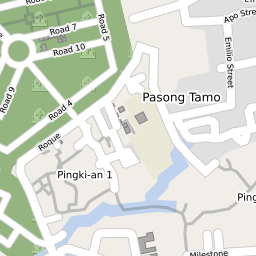 Road 7
Road 5
Road 10
Apo Street
Emilio Street
Road 9
Road 4
Pasong Tamo
Roque
Pingki-an 1
Ping
Milestone